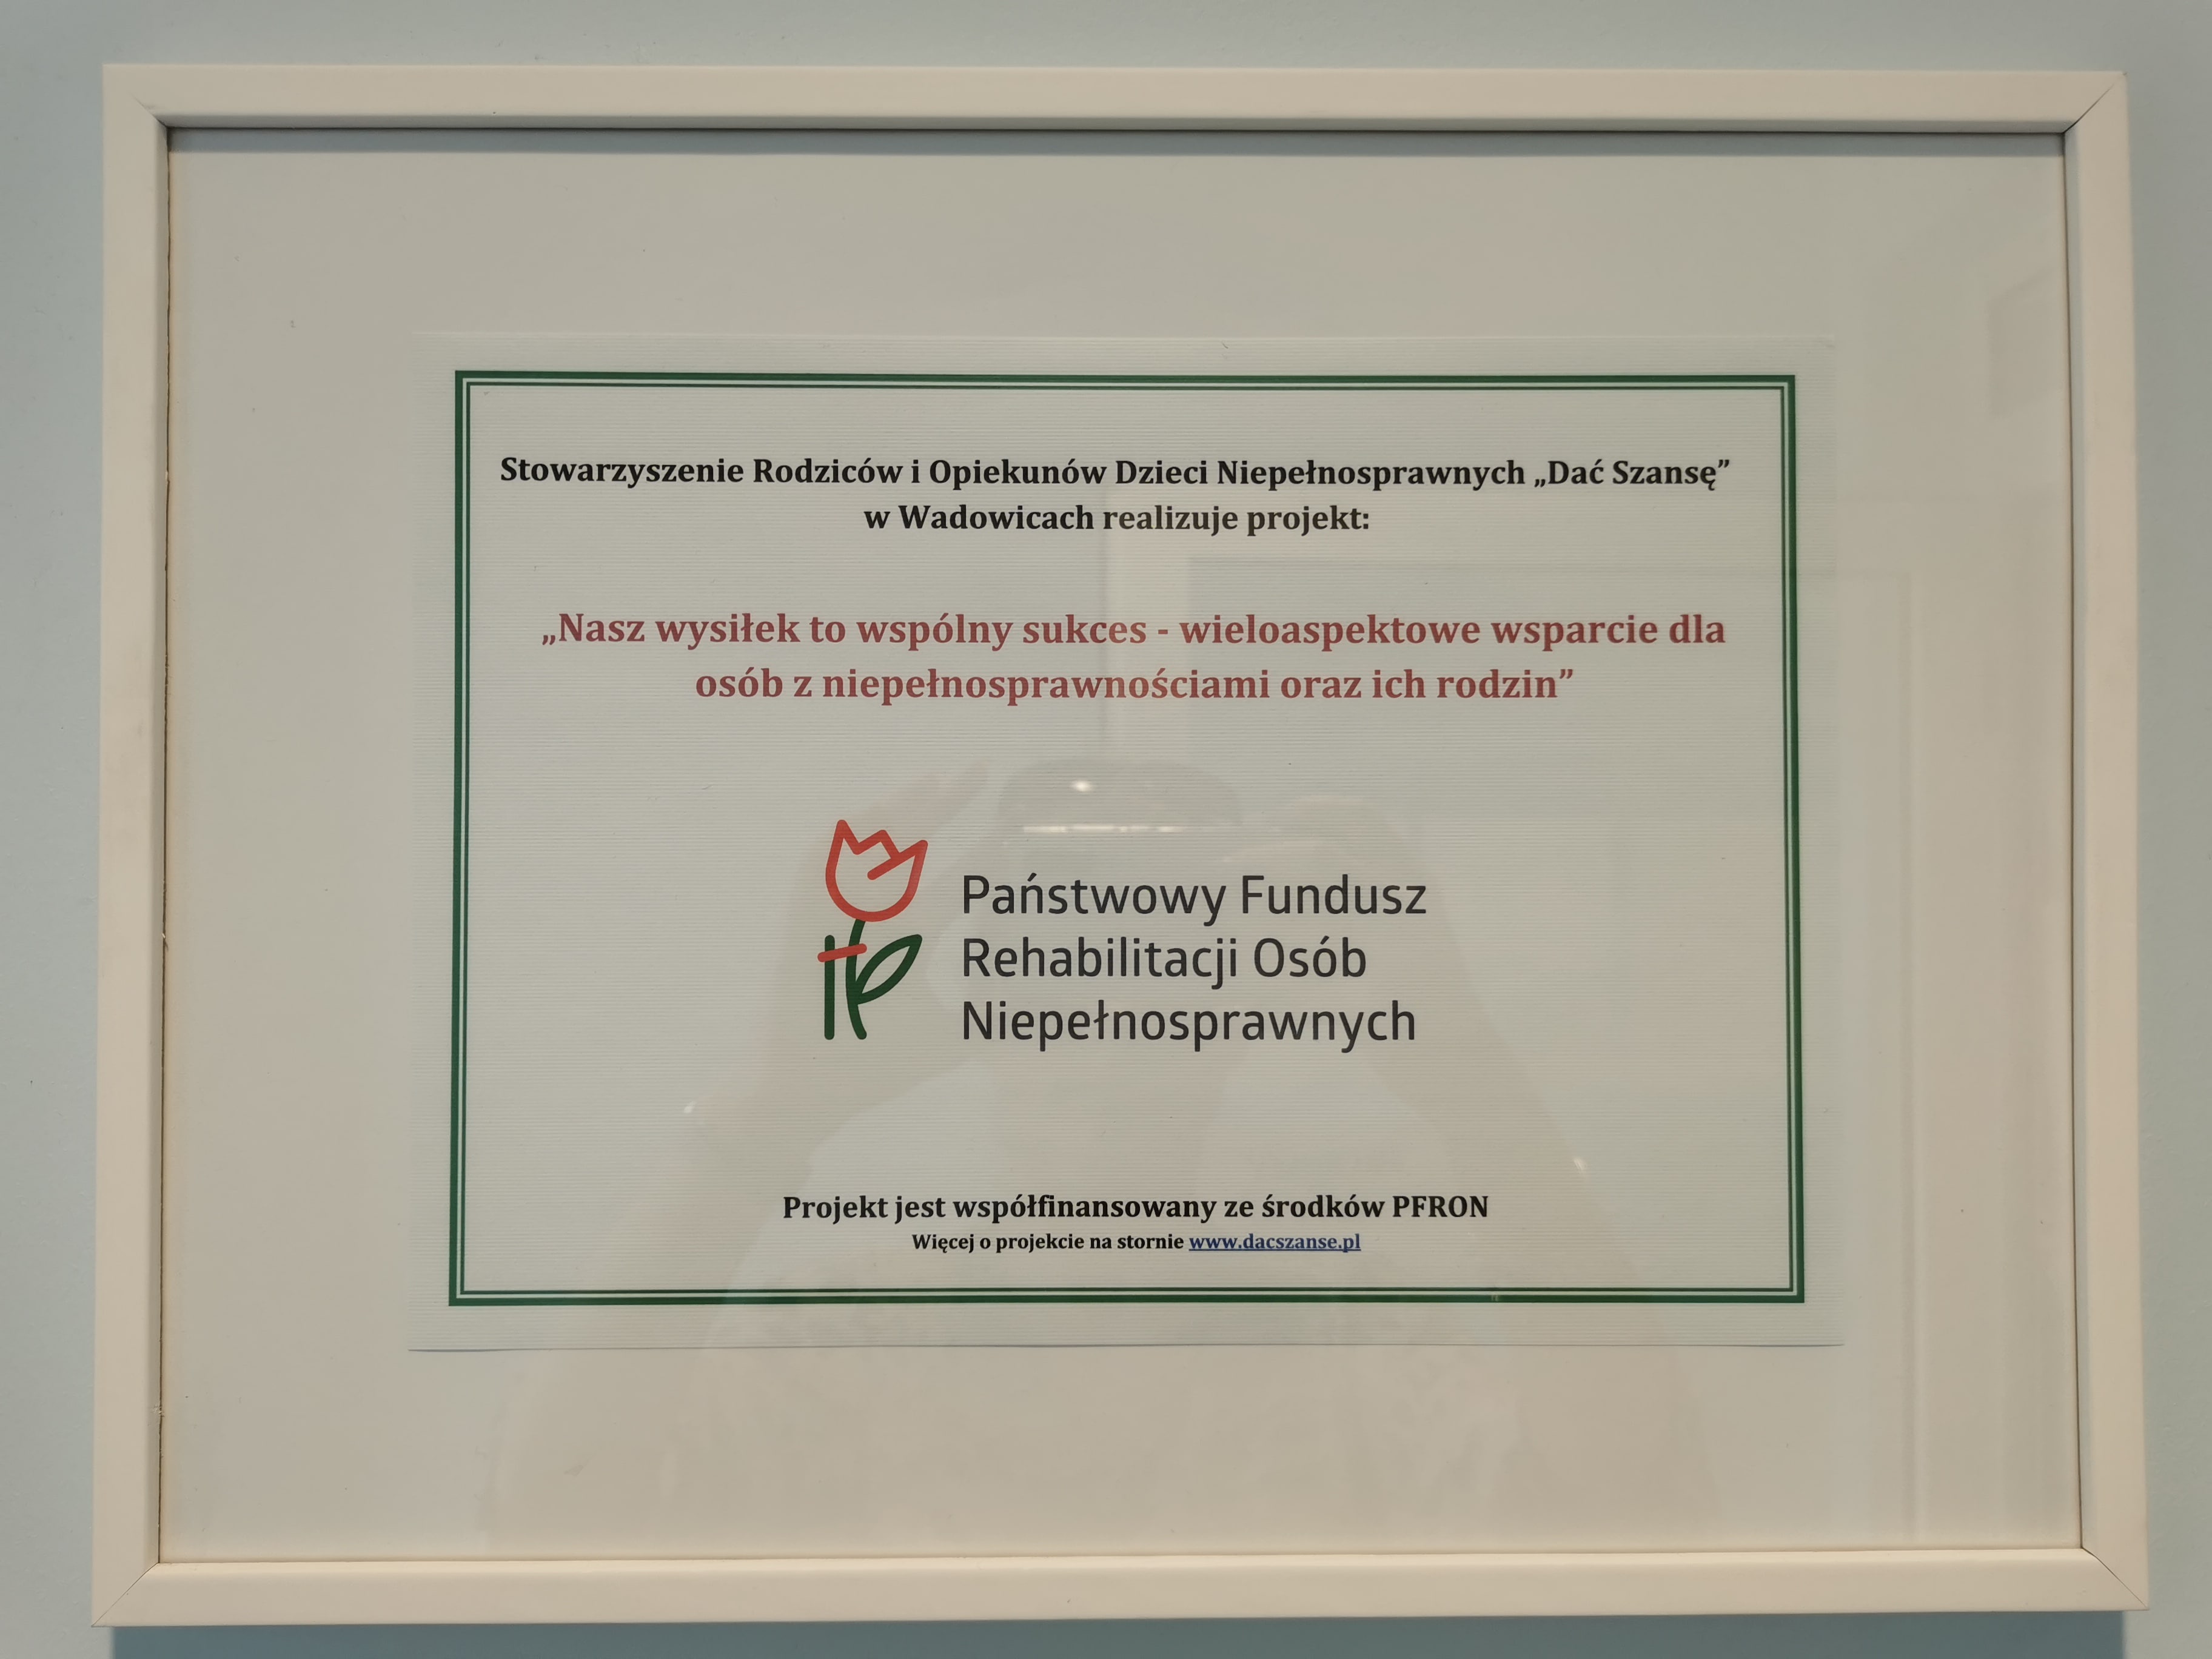 Stowarzyszenie Rodziców i Opiekunów Dzieci Niepełnosprawnych „Dać Szansę”
w Wadowicach realizuje projekt:
„Nasz wysiłek to wspólny sukces - wieloaspektowe wsparcie dla
osób z niepełnosprawnościami oraz ich rodzin”
Państwowy Fundusz
Rehabilitacji Osób
Niepełnosprawnych
Projekt jest współfinansowany ze środków PFRON
Więcej o projekcie na stornie www.dacszanse.pl